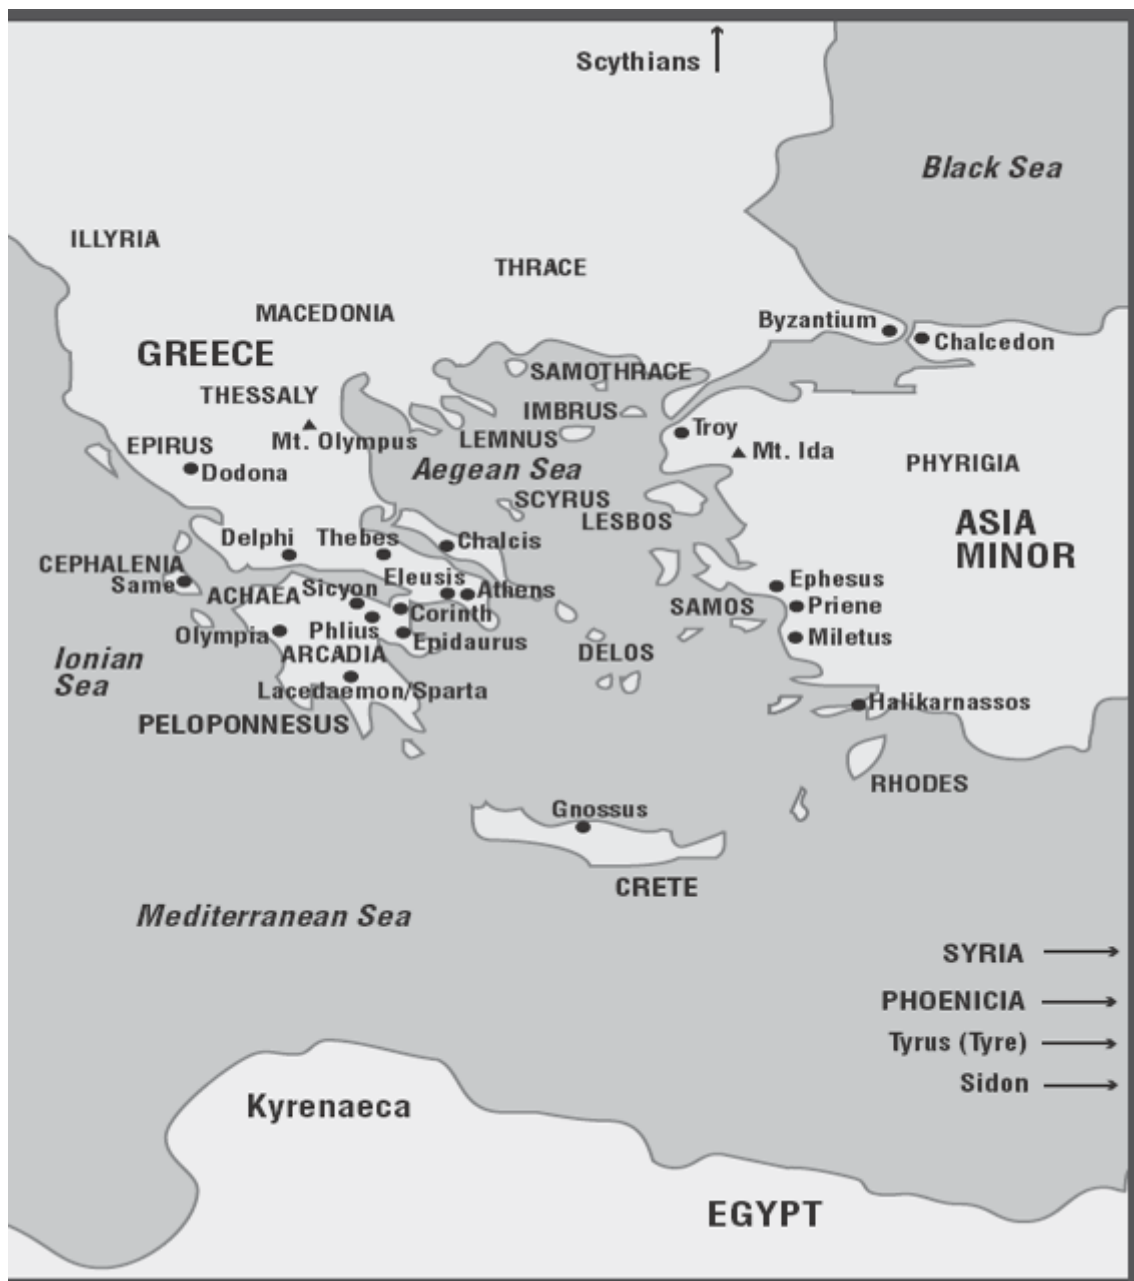 Scythians
Black Sea
ILLYRIA
THRACE
MACEDONIA
Byzantium
Chalcedon
GREECE
SAMOTHRACE
THESSALY
IMBRUS
Troy
Mt. Olympus
LEMNUS
EPIRUS
Mt. Ida
PHYRIGIA
Dodona
Aegean Sea
SCYRUS
LESBOS
ASIA
MINOR
Delphi
Thebes
Chalcis
CEPHALENIA
Same
Eleusis
Athens
Ephesus
ACHAEA
Sicyon
Corinth
SAMOS
Priene
Olympia
Phlius
Epidaurus
Miletus
Ionian
Sea
ARCADIA
DELOS
Lacedaemon/Sparta
Halikarnassos
PELOPONNESUS
RHODES
Gnossus
CRETE
Mediterranean Sea
SYRIA
PHOENICIA
Tyrus (Tyre)
Sidon
Kyrenaeca
EGYPT